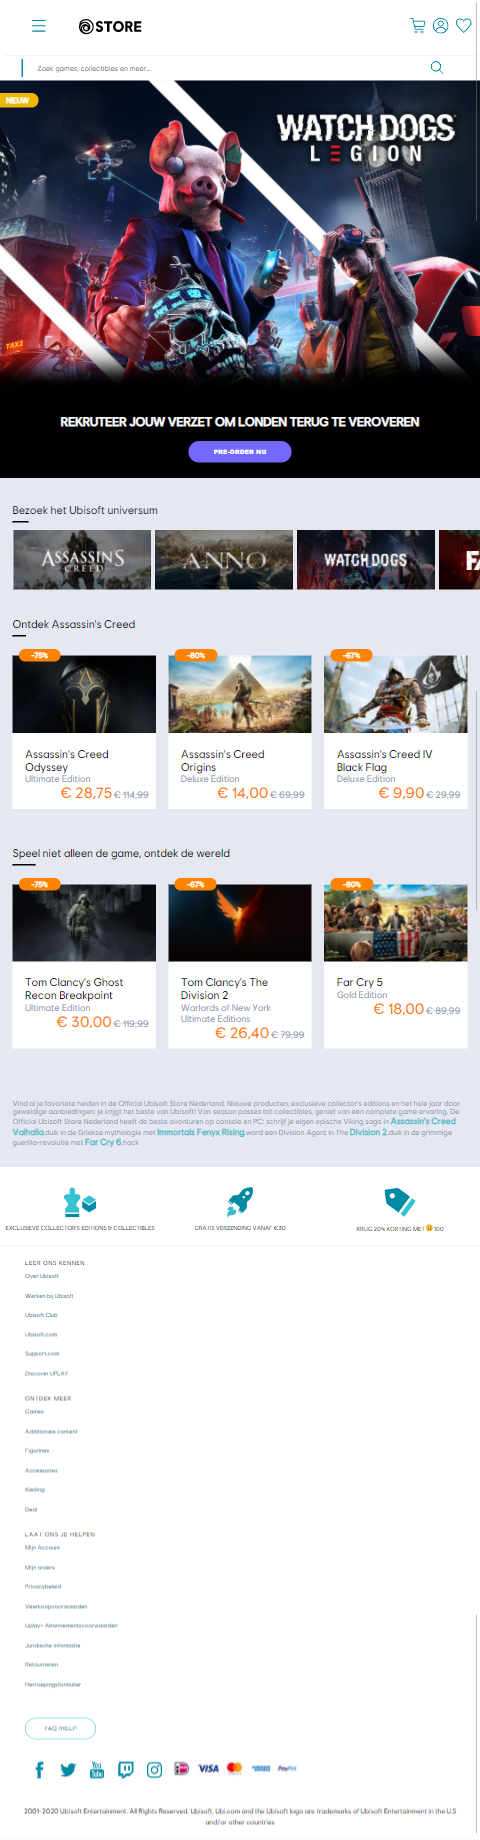 STORE
Zoek games, collectibles en meer...
NIEUW
WATCH DOGS
LEGION
TAXI
REKRUTEER JOUW VERZET OM LONDEN TERUG TE VEROVEREN
PRE-ORDER NU
Bezoek het Ubisoft universum
ASSASSIN'S CREED ANNO WATCH DOGS FA
Ontdek Assassin's Creed
-75% -80% -67%
Assassin's Creed Odyssey
Ultimate Edition
€ 28,75 € 114,99
Assassin's Creed Origins
Deluxe Edition
€ 14,00 € 69,99
Assassin's Creed IV Black Flag
Deluxe Edition
€ 9,90 € 29,99
Speel niet alleen de game, ontdek de wereld
-75% -67% -80%
Tom Clancy's Ghost Recon Breakpoint
Ultimate Edition
€ 30,00 € 119,99
Tom Clancy's The Division 2
Warlords of New York Ultimate Editions
€ 26,40 € 79,99
Far Cry 5
Gold Edition
€ 18,00 € 89,99
Vind al je favoriete helden in de Official Ubisoft Store Nederland. Nieuwe producten, exclusieve collector's editions en het hele jaar door
geweldige aanbiedingen: je krijgt het beste van Ubisoft! Van season passes tot collectibles, geniet van een complete game ervaring. De
Official Ubisoft Store Nederland heeft de beste avonturen op console en PC: schrijf je eigen epische Viking saga in Assassin's Creed
Valhalla,duik in de Griekse mythologie met Immortals Fenyx Rising,word een Division Agent in The Division 2,duik in de grimmige
guerilla-revolutie met Far Cry 6,hack
EXCLUSIEVE COLLECTOR'S EDITIONS & COLLECTIBLES
GRATIS VERZENDING VANAF €30
KRIJG 20% KORTING MET 100
LEER ONS KENNEN
Over Ubisoft
Werken bij Ubisoft
Ubisoft Club
Ubisoft.com
Support.com
Discover UPLAY
ONTDEK MEER
Games
Additionele content
Figurines
Accessoires
Kleding
Deal
LAAT ONS JE HELPEN
Mijn Account
Mijn orders
Privacybeleid
Verkoopvoorwaarden
Uplay+ Abonnementsvoorwaarden
Juridische informatie
Retourneren
Herroepingsformulier
FAQ /HELP
You Tube VISA PayPal
2001-2020 Ubisoft Entertainment. All Rights Reserved. Ubisoft, Ubi.com and the Ubisoft logo are trademarks of Ubisoft Entertainment in the U.S
and/or other countries